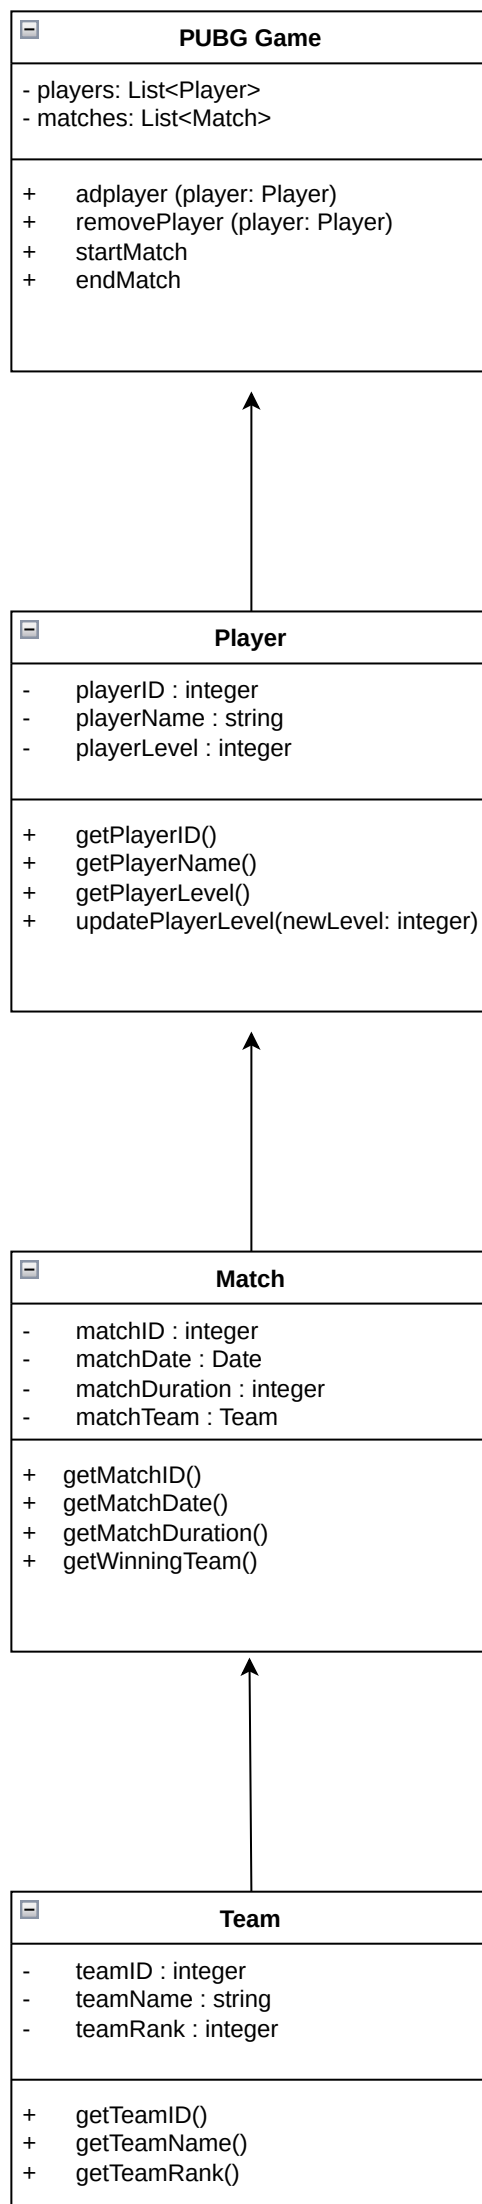 PUBG Game
- players: List<Player>
- matches: List<Match>
+ adplayer (player: Player)
+ removePlayer (player: Player)
+ startMatch
+ endMatch
Player
- playerID : integer
- playerName : string
- playerLevel : integer
+ getPlayerID()
+ getPlayerName()
+ getPlayerLevel()
+ updatePlayerLevel(newLevel: integer)
Match
- matchID : integer
- matchDate : Date
- matchDuration : integer
- matchTeam : Team
+ getMatchID()
+ getMatchDate()
+ getMatchDuration()
+ getWinningTeam()
Team
- teamID : integer
- teamName : string
- teamRank : integer
+ getTeamID()
+ getTeamName()
+ getTeamRank()